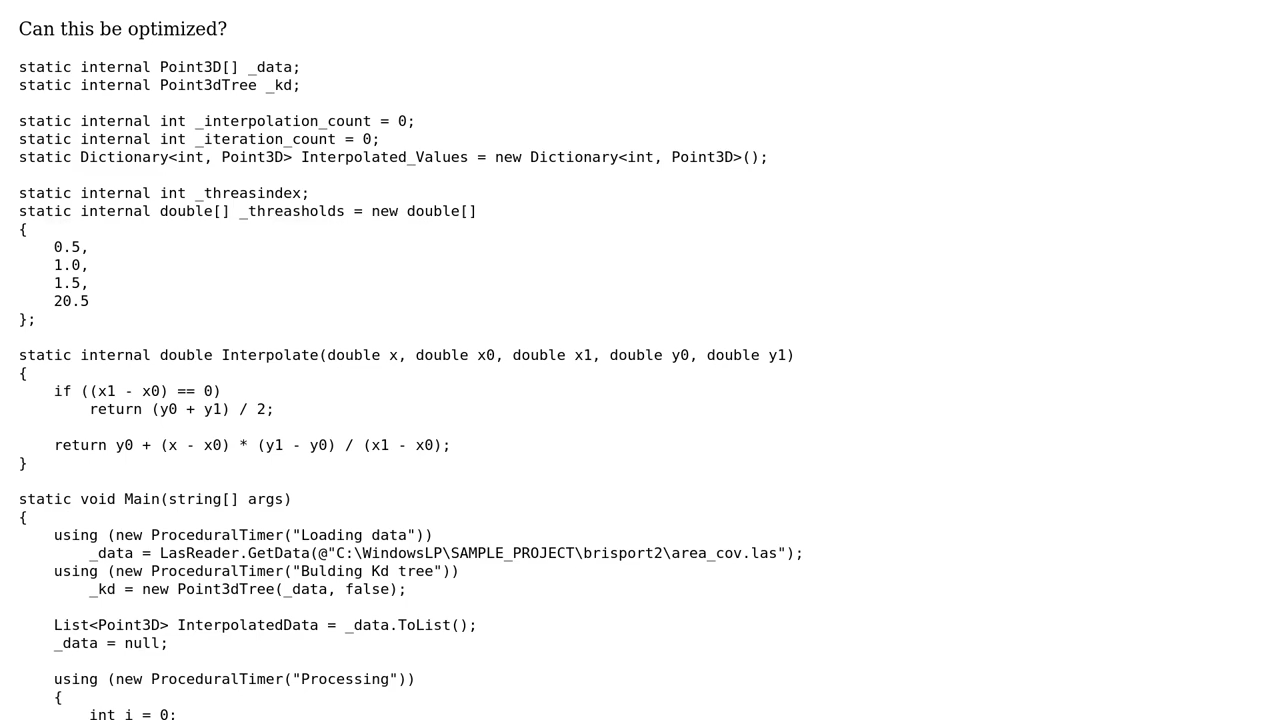 Can this be optimized?
static internal Point3D[] _data;
static internal Point3dTree _kd;
static internal int _interpolation_count = 0;
static internal int _iteration_count = 0;
static Dictionary<int, Point3D> Interpolated_Values = new Dictionary<int, Point3D>();
static internal int _threasindex;
static internal double[] _threasholds = new double[]
{
    0.5,
    1.0,
    1.5,
    20.5
};
static internal double Interpolate(double x, double x0, double x1, double y0, double y1)
{
    if ((x1 - x0) == 0)
        return (y0 + y1) / 2;
    return y0 + (x - x0) * (y1 - y0) / (x1 - x0);
}
static void Main(string[] args)
{
    using (new ProceduralTimer("Loading data"))
        _data = LasReader.GetData(@"C:\WindowsLP\SAMPLE_PROJECT\brisport2\area_cov.las");
    using (new ProceduralTimer("Bulding Kd tree"))
        _kd = new Point3dTree(_data, false);
    List<Point3D> InterpolatedData = _data.ToList();
    _data = null;
    using (new ProceduralTimer("Processing"))
    {
        int i = 0;